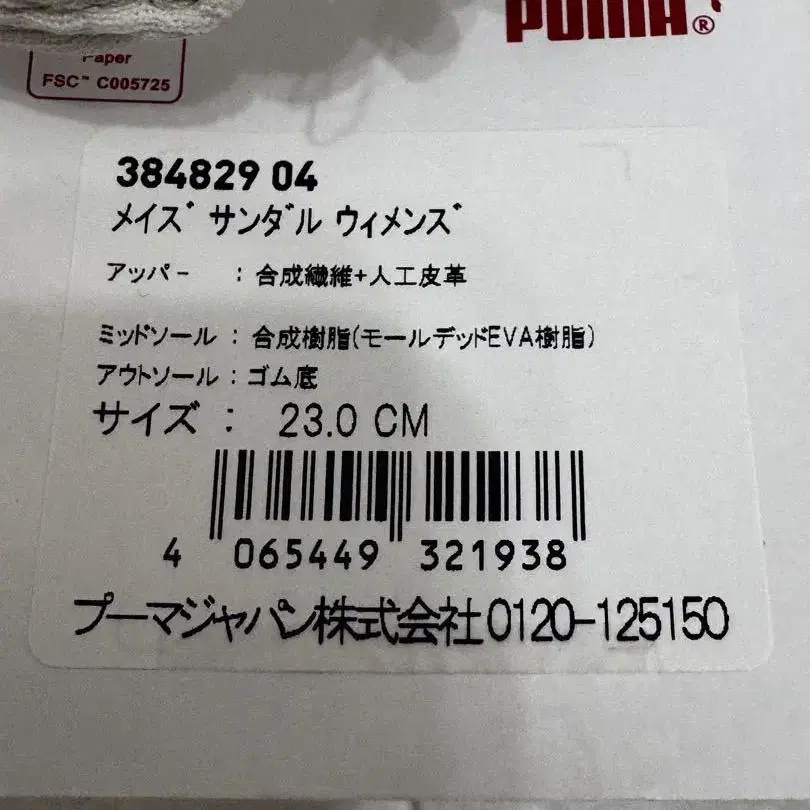 PUMA®
Paper
FSC™ C005725
384829 04
メイズ サンダル ウィメンズ
アッパー : 合成繊維+人工皮革
ミッドソール : 合成樹脂(モールデッドEVA樹脂)
アウトソール : ゴム底
サイズ : 23.0 CM
4 065449 321938
プーマジャパン株式会社0120-125150